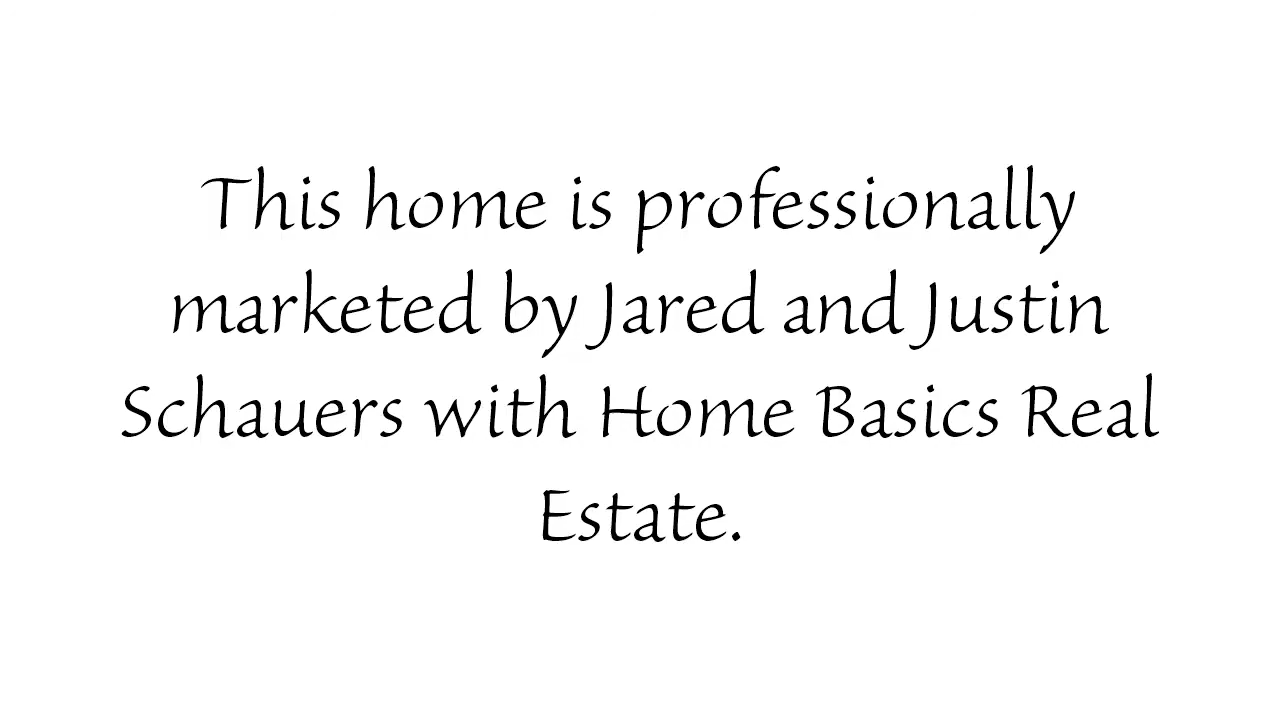 This home is professionally
marketed by Jared and Justin
Schauers with Home Basics Real
Estate.